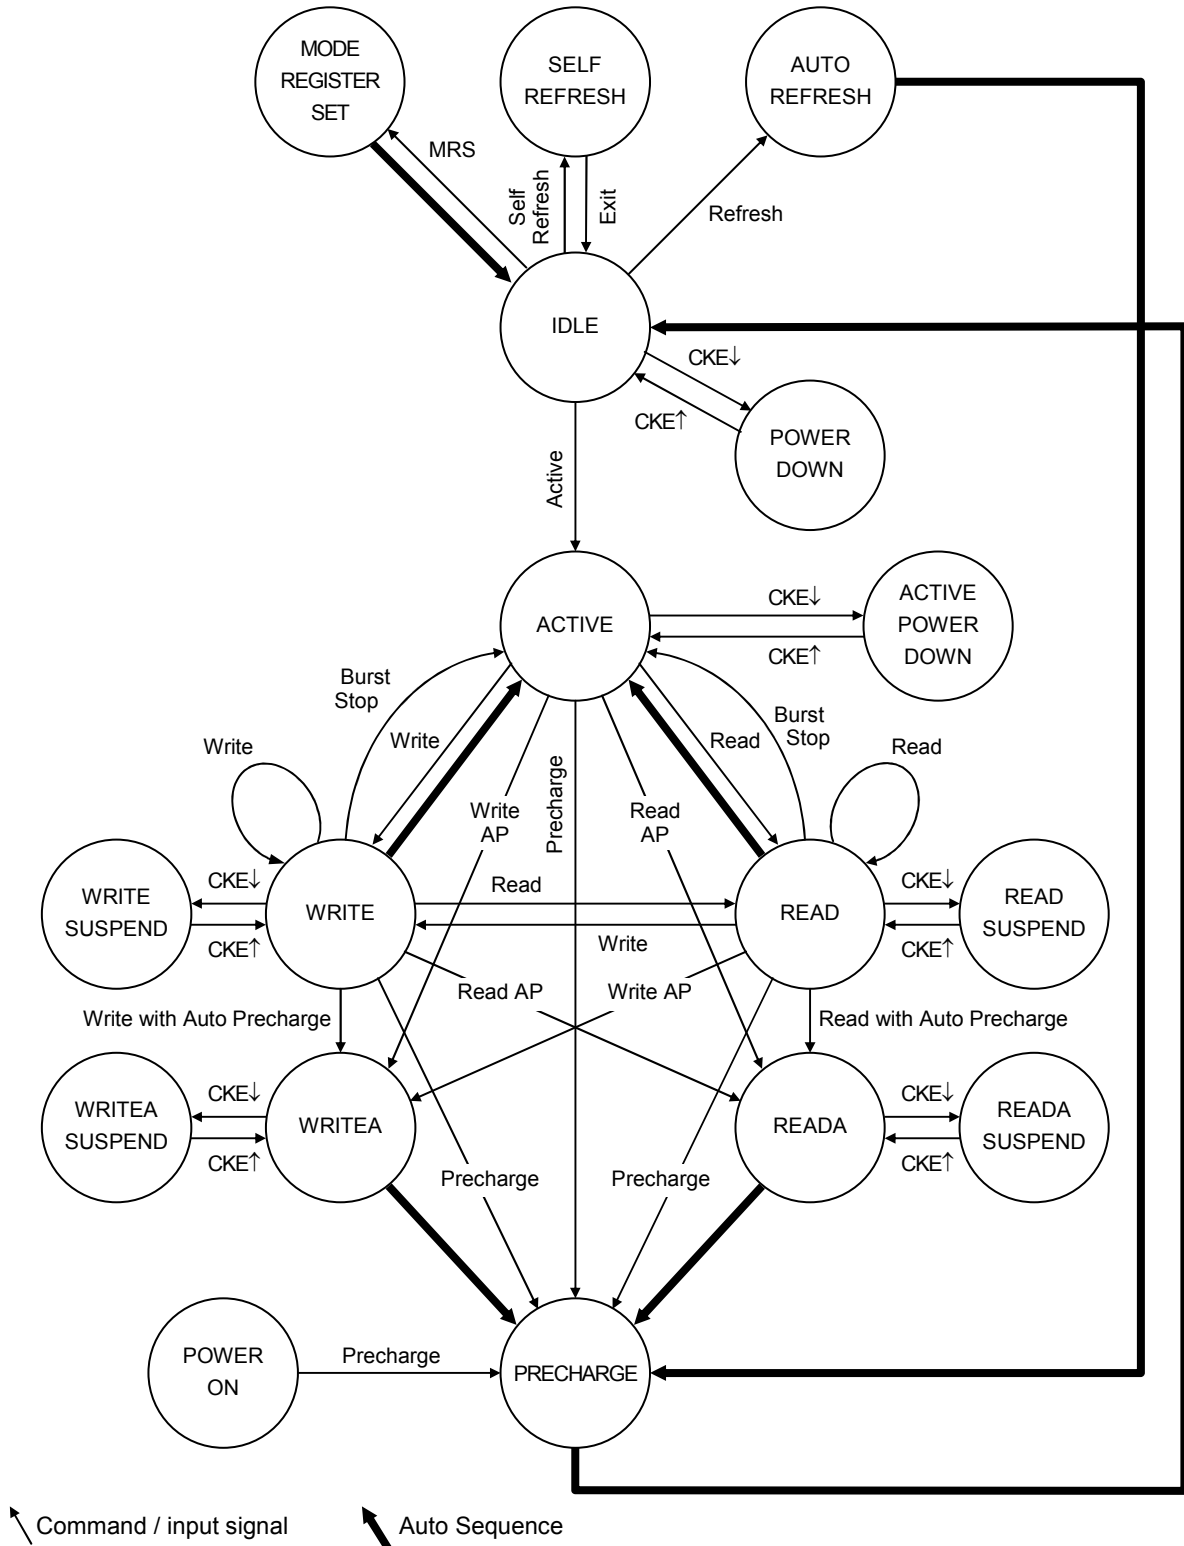 MODE
REGISTER
SET
SELF
REFRESH
AUTO
REFRESH
MRS
Self
Refresh
Exit
Refresh
IDLE
CKE↓
CKE↑
POWER
DOWN
Active
ACTIVE
CKE↓
CKE↑
ACTIVE
POWER
DOWN
Burst
Stop
Write
Write
Write
AP
Precharge
Read
AP
Read
Burst
Stop
Read
WRITE
SUSPEND
CKE↓
CKE↑
WRITE
Read
Write
READ
CKE↓
CKE↑
READ
SUSPEND
Read AP
Write AP
Write with Auto Precharge
Read with Auto Precharge
WRITEA
SUSPEND
CKE↓
CKE↑
WRITEA
READA
CKE↓
CKE↑
READA
SUSPEND
Precharge
Precharge
POWER
ON
Precharge
PRECHARGE
Command / input signal
Auto Sequence